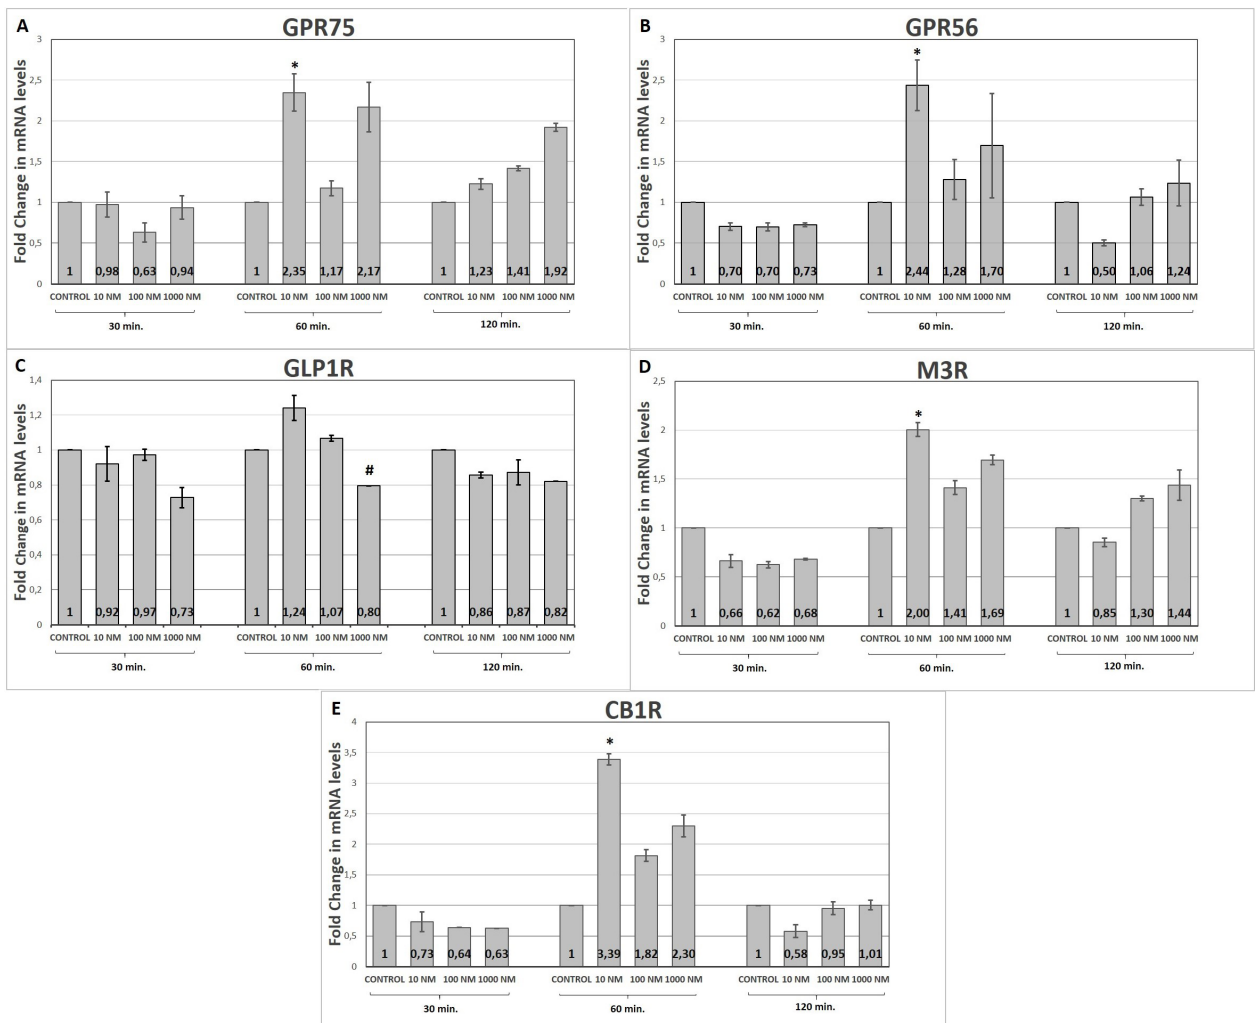 A
GPR75
Fold Change in mRNA levels
3
2,5
2
1,5
1
0,5
0
*
1 0,98 0,63 0,94 1 2,35 1,17 2,17 1 1,23 1,41 1,92
CONTROL 10 NM 100 NM 1000 NM CONTROL 10 NM 100 NM 1000 NM CONTROL 10 NM 100 NM 1000 NM
30 min. 60 min. 120 min.
B
GPR56
Fold Change in mRNA levels
3
2,5
2
1,5
1
0,5
0
*
1 0,70 0,70 0,73 1 2,44 1,28 1,70 1 0,50 1,06 1,24
CONTROL 10 NM 100 NM 1000 NM CONTROL 10 NM 100 NM 1000 NM CONTROL 10 NM 100 NM 1000 NM
30 min. 60 min. 120 min.
C
GLP1R
Fold Change in mRNA levels
1,4
1,2
1
0,8
0,6
0,4
0,2
0
#
1 0,92 0,97 0,73 1 1,24 1,07 0,80 1 0,86 0,87 0,82
CONTROL 10 NM 100 NM 1000 NM CONTROL 10 NM 100 NM 1000 NM CONTROL 10 NM 100 NM 1000 NM
30 min. 60 min. 120 min.
D
M3R
Fold Change in mRNA levels
2,5
2
1,5
1
0,5
0
*
1 0,66 0,62 0,68 1 2,00 1,41 1,69 1 0,85 1,30 1,44
CONTROL 10 NM 100 NM 1000 NM CONTROL 10 NM 100 NM 1000 NM CONTROL 10 NM 100 NM 1000 NM
30 min. 60 min. 120 min.
E
CB1R
Fold Change in mRNA levels
4
3,5
3
2,5
2
1,5
1
0,5
0
*
1 0,73 0,64 0,63 1 3,39 1,82 2,30 1 0,58 0,95 1,01
CONTROL 10 NM 100 NM 1000 NM CONTROL 10 NM 100 NM 1000 NM CONTROL 10 NM 100 NM 1000 NM
30 min. 60 min. 120 min.